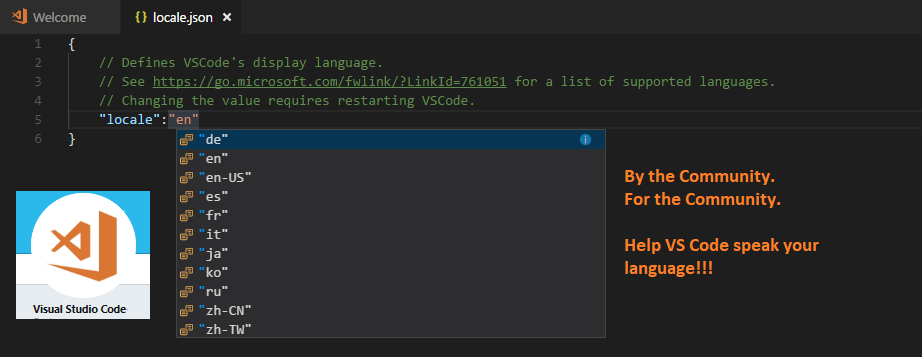 Welcome
{ } locale.json ×
1 {
2 // Defines VSCode's display language.
3 // See https://go.microsoft.com/fwlink/?LinkId=761051 for a list of supported languages.
4 // Changing the value requires restarting VSCode.
5 "locale":"en"
6 }
"de"
"en"
"en-US"
"es"
"fr"
"it"
"ja"
"ko"
"ru"
"zh-CN"
"zh-TW"
Visual Studio Code
By the Community.
For the Community.
Help VS Code speak your
language!!!